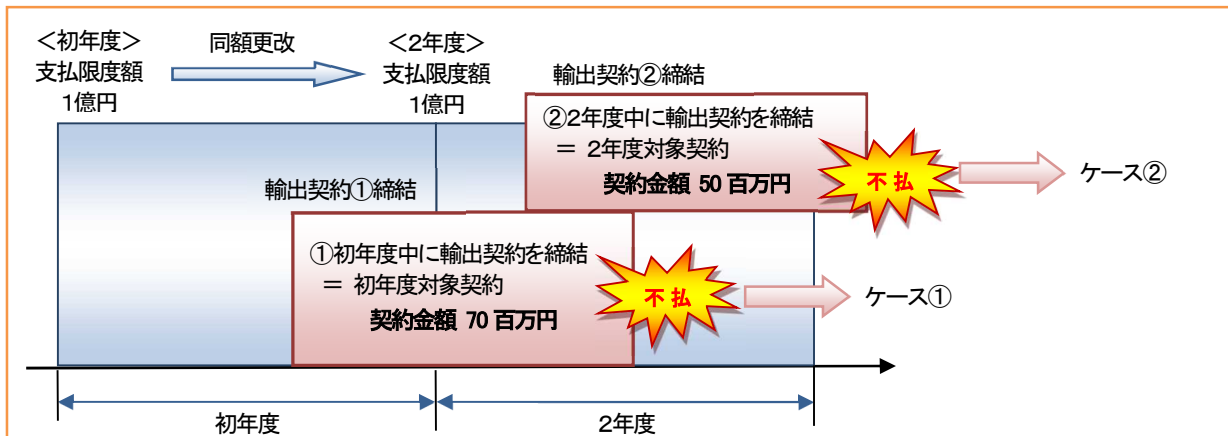 ＜初年度＞
支払限度額
1億円
同額更改
＜2年度＞
支払限度額
1億円
輸出契約②締結
②2年度中に輸出契約を締結
＝ 2年度対象契約
契約金額 50 百万円
不払
ケース②
輸出契約①締結
①初年度中に輸出契約を締結
＝ 初年度対象契約
契約金額 70 百万円
不払
ケース①
初年度
2年度